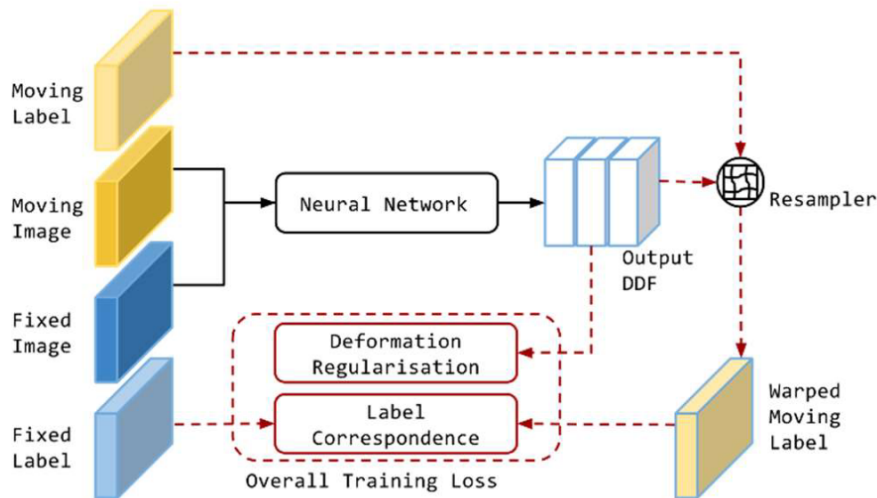 Moving
Label
Moving
Image
Neural Network
Resampler
Output
DDF
Fixed
Image
Deformation
Regularisation
Label
Correspondence
Warped
Moving
Label
Fixed
Label
Overall Training Loss